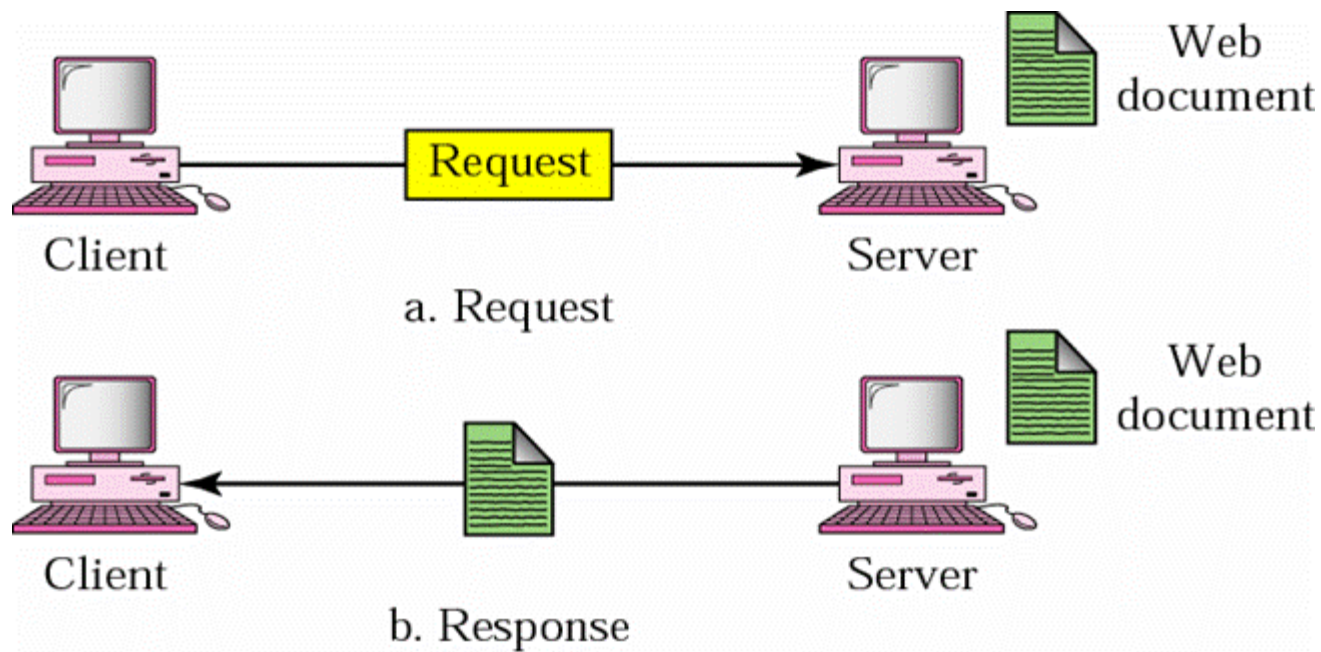 Web
document
Request
Client
Server
a. Request
Web
document
Client
Server
b. Response